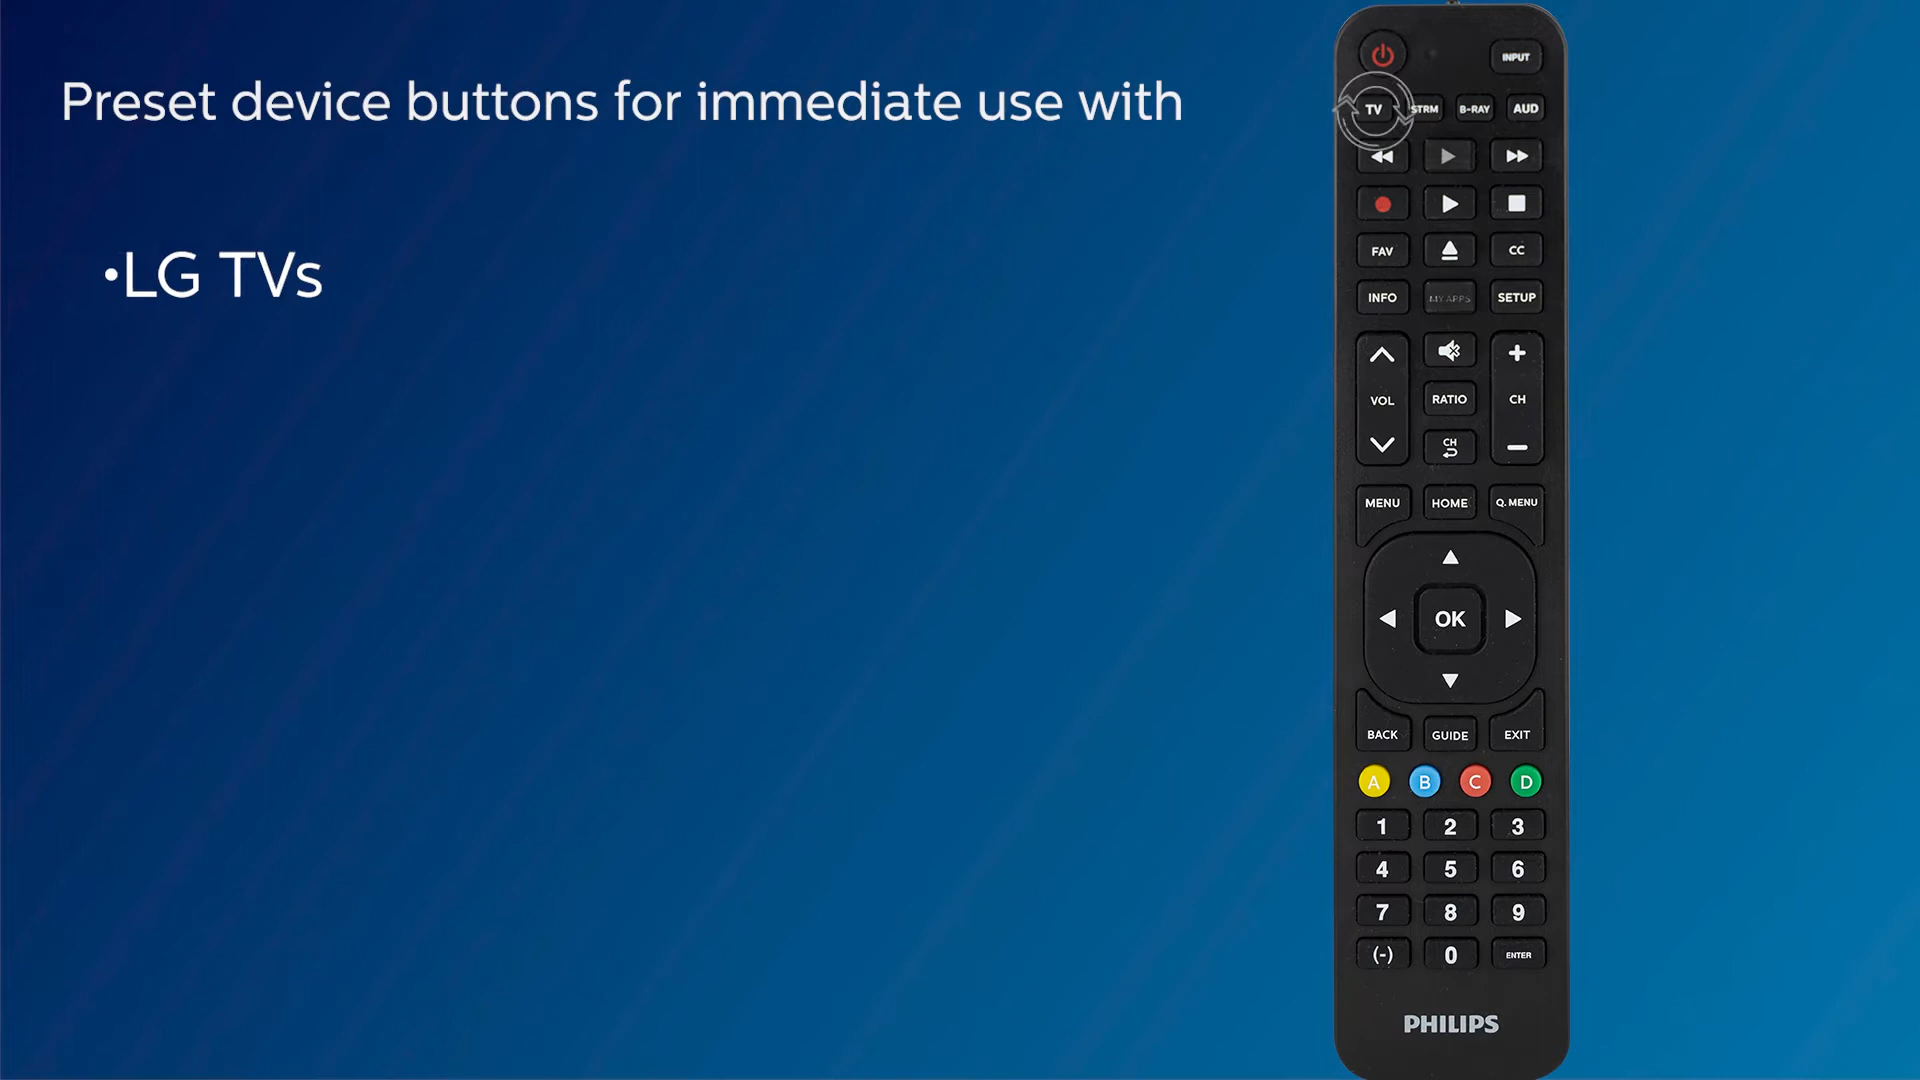 Preset device buttons for immediate use with
•LG TVs
INPUT
TV STRM B-RAY AUD
FAV CC
INFO MY APPS SETUP
VOL RATIO CH
CH
MENU HOME Q. MENU
OK
BACK GUIDE EXIT
A B C D
1 2 3
4 5 6
7 8 9
(-) 0 ENTER
PHILIPS